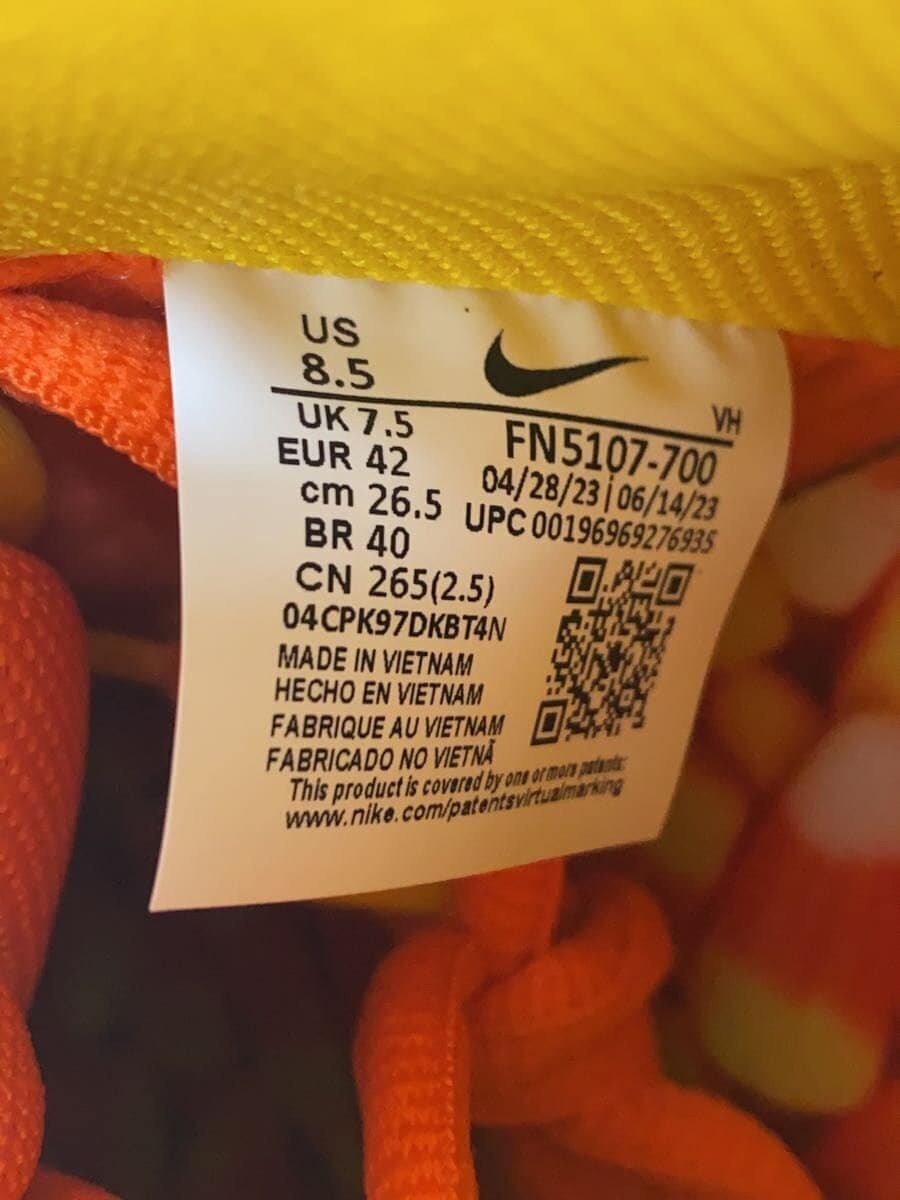 US
8.5
VH
UK 7.5
FN5107-700
EUR 42
04/28/23 | 06/14/23
cm 26.5
UPC 00196969276935
BR 40
CN 265(2.5)
04CPK97DKBT4N
MADE IN VIETNAM
HECHO EN VIETNAM
FABRIQUE AU VIETNAM
FABRICADO NO VIETNÃ
This product is covered by one or more patents:
www.nike.com/patentsvirtualmarking